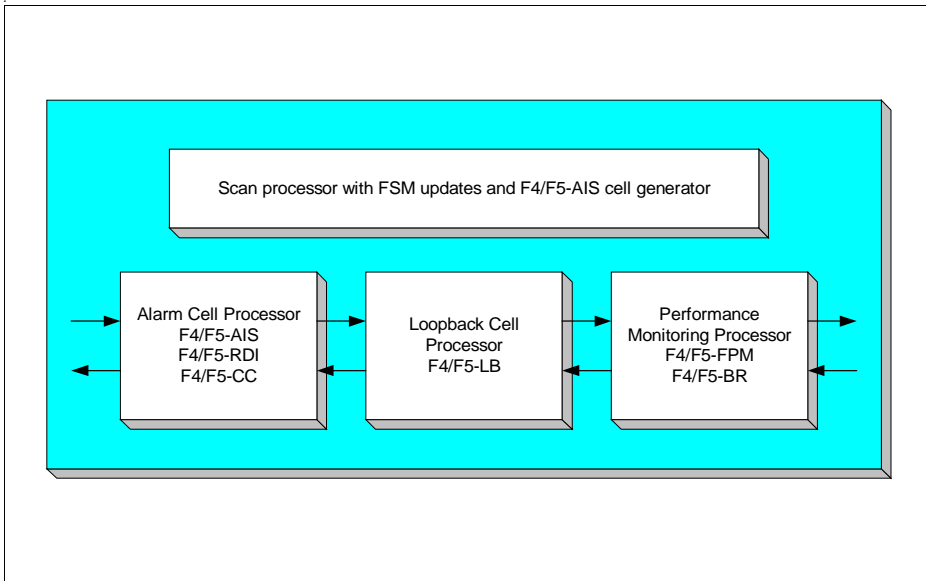 Scan processor with FSM updates and F4/F5-AIS cell generator
Alarm Cell Processor
F4/F5-AIS
F4/F5-RDI
F4/F5-CC
Loopback Cell
Processor
F4/F5-LB
Performance
Monitoring Processor
F4/F5-FPM
F4/F5-BR